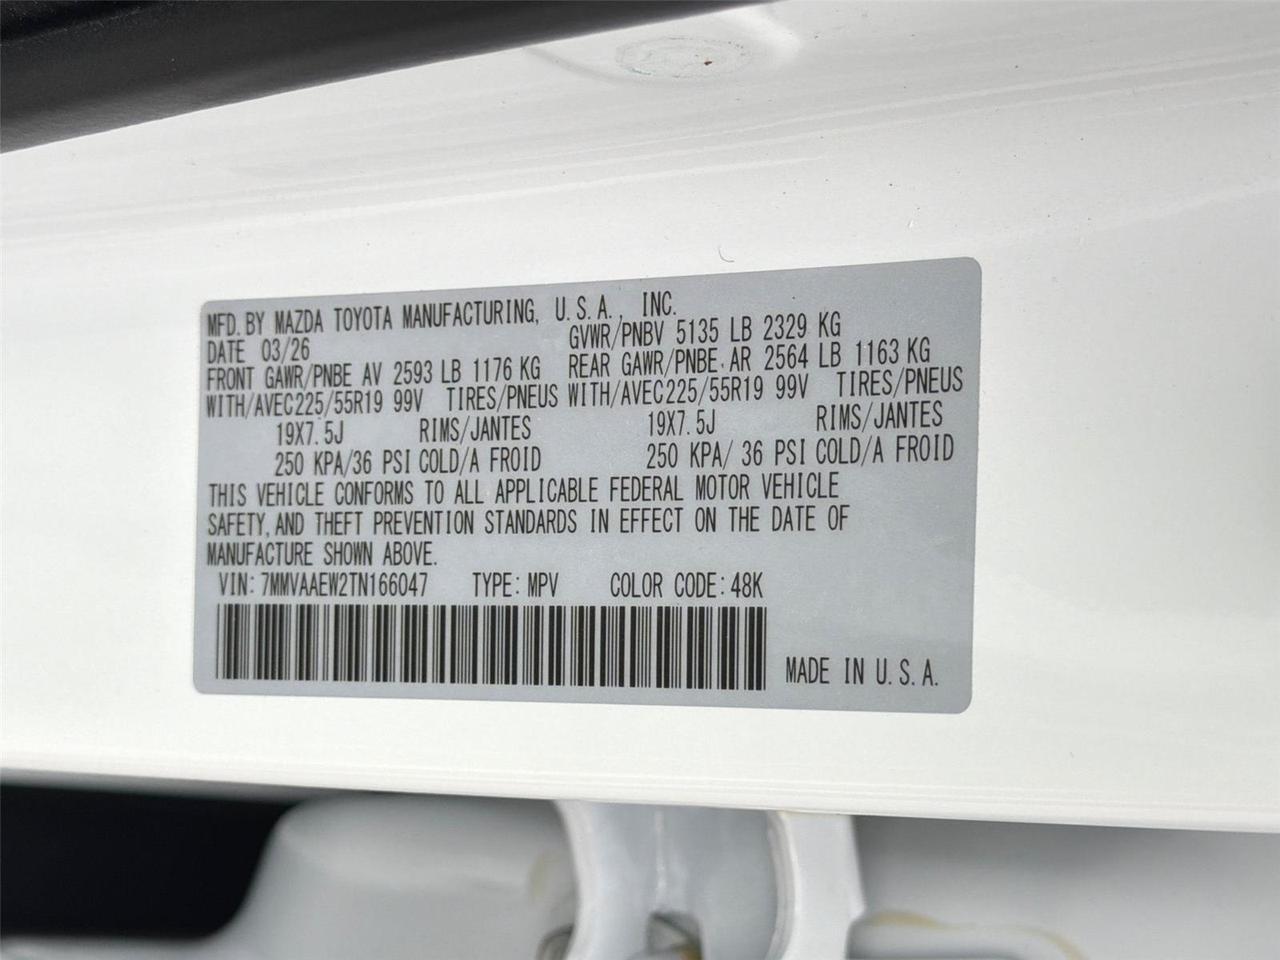 MFD. BY MAZDA TOYOTA MANUFACTURING, U.S.A., INC.
DATE 03/26 GVWR/PNBV 5135 LB 2329 KG
FRONT GAWR/PNBE AV 2593 LB 1176 KG REAR GAWR/PNBE AR 2564 LB 1163 KG
WITH/AVEC 225/55R19 99V TIRES/PNEUS WITH/AVEC 225/55R19 99V TIRES/PNEUS
19X7.5J RIMS/JANTES 19X7.5J RIMS/JANTES
250 KPA/36 PSI COLD/A FROID 250 KPA/ 36 PSI COLD/A FROID
THIS VEHICLE CONFORMS TO ALL APPLICABLE FEDERAL MOTOR VEHICLE
SAFETY, AND THEFT PREVENTION STANDARDS IN EFFECT ON THE DATE OF
MANUFACTURE SHOWN ABOVE.
VIN: 7MMVAAEW2TN166047 TYPE: MPV COLOR CODE: 48K
MADE IN U.S.A.